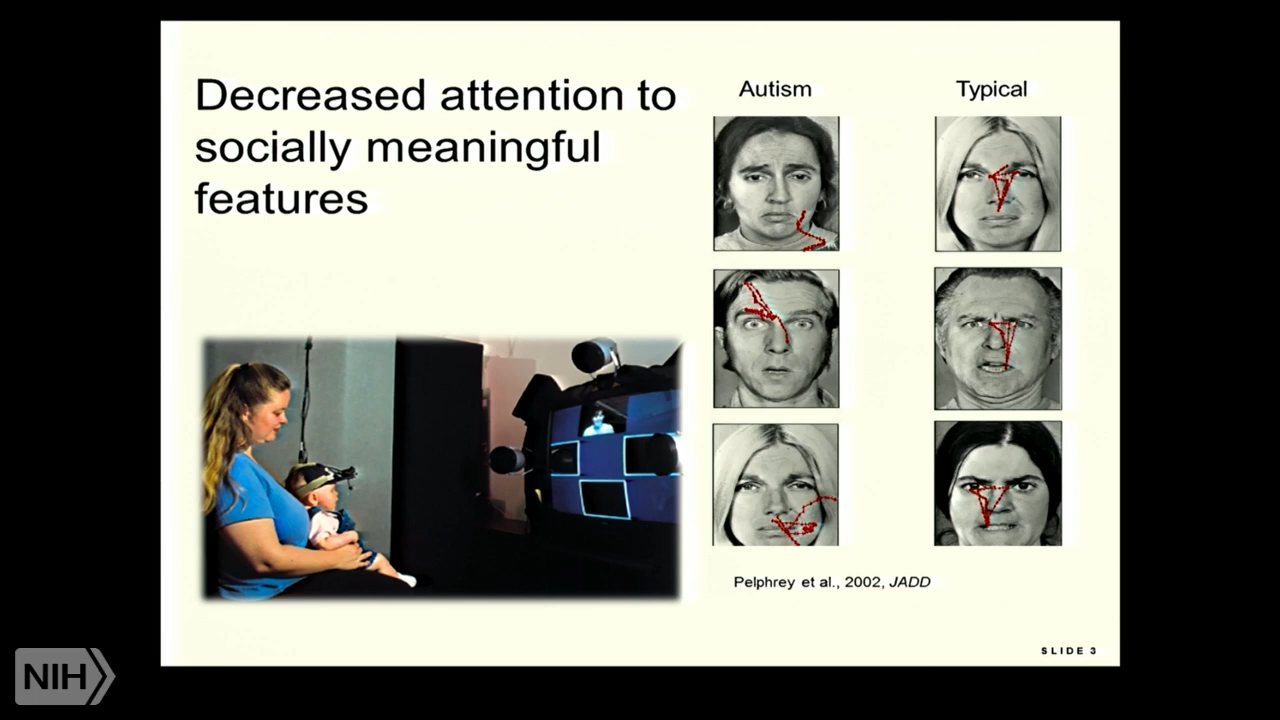 Decreased attention to
socially meaningful
features
Autism
Typical
Pelphrey et al., 2002, JADD
SLIDE 3
NIH